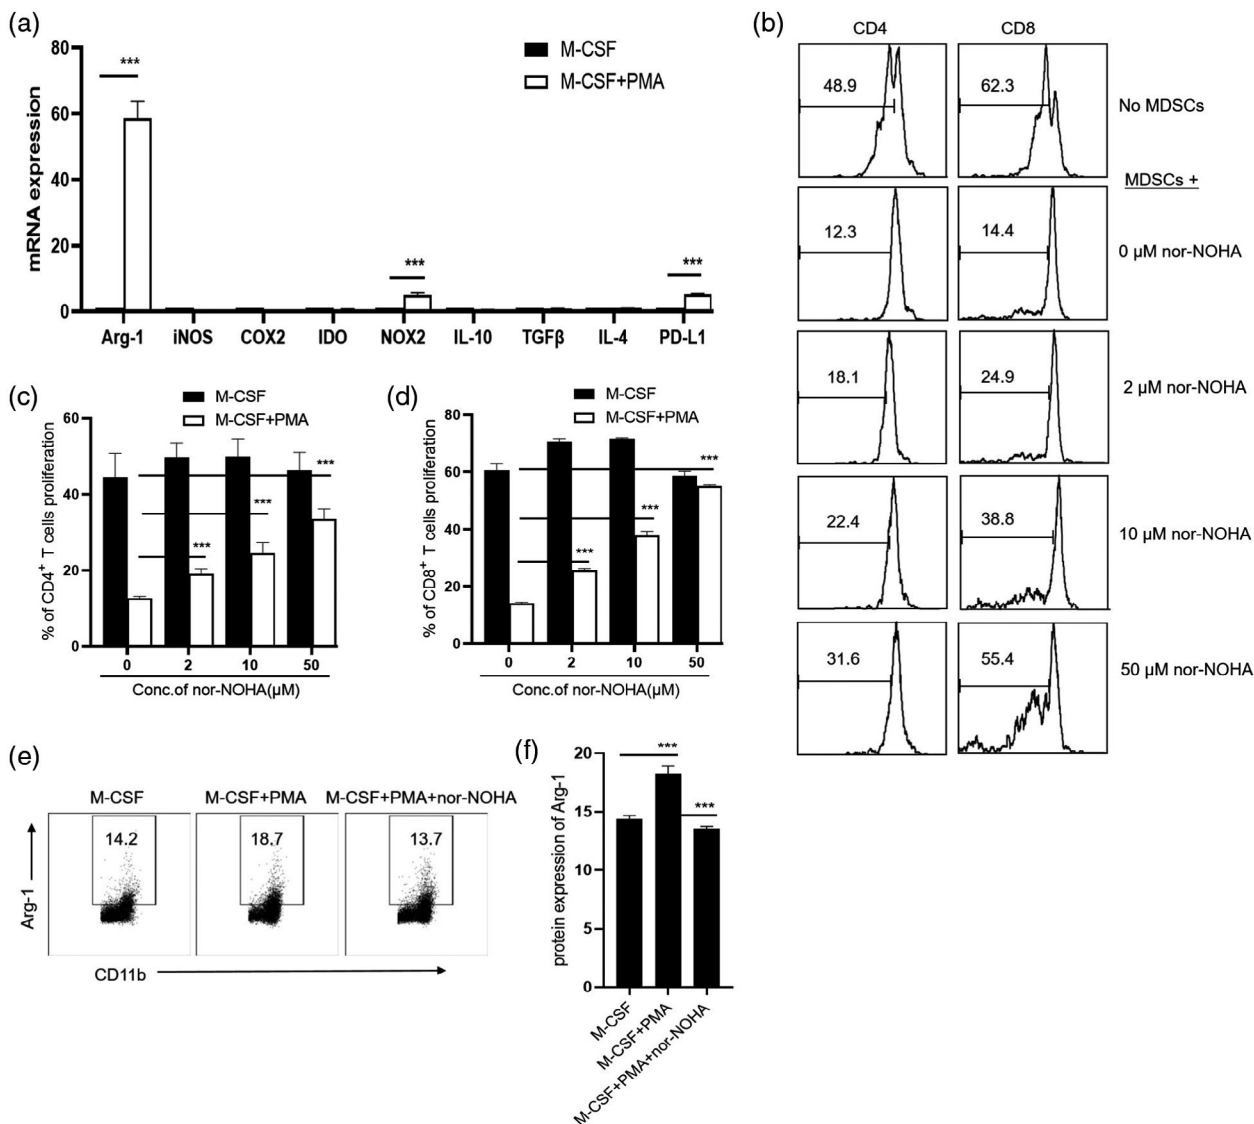 (a)
mRNA expression
80
60
40
20
0
***
***
***
M-CSF
M-CSF+PMA
Arg-1 iNOS COX2 IDO NOX2 IL-10 TGFβ IL-4 PD-L1
(b)
CD4 CD8
48.9 62.3 No MDSCs
MDSCs +
12.3 14.4 0 µM nor-NOHA
18.1 24.9 2 µM nor-NOHA
22.4 38.8 10 µM nor-NOHA
31.6 55.4 50 µM nor-NOHA
(c)
M-CSF
M-CSF+PMA
% of CD4+ T cells proliferation
60
40
20
0
***
***
***
0 2 10 50
Conc.of nor-NOHA(µM)
(d)
M-CSF
M-CSF+PMA
% of CD8+ T cells proliferation
80
60
40
20
0
***
***
***
0 2 10 50
Conc.of nor-NOHA(µM)
(e)
M-CSF M-CSF+PMA M-CSF+PMA+nor-NOHA
14.2 18.7 13.7
Arg-1
CD11b
(f)
protein expression of Arg-1
20
15
10
5
0
***
***
M-CSF
M-CSF+PMA
M-CSF+PMA+nor-NOHA